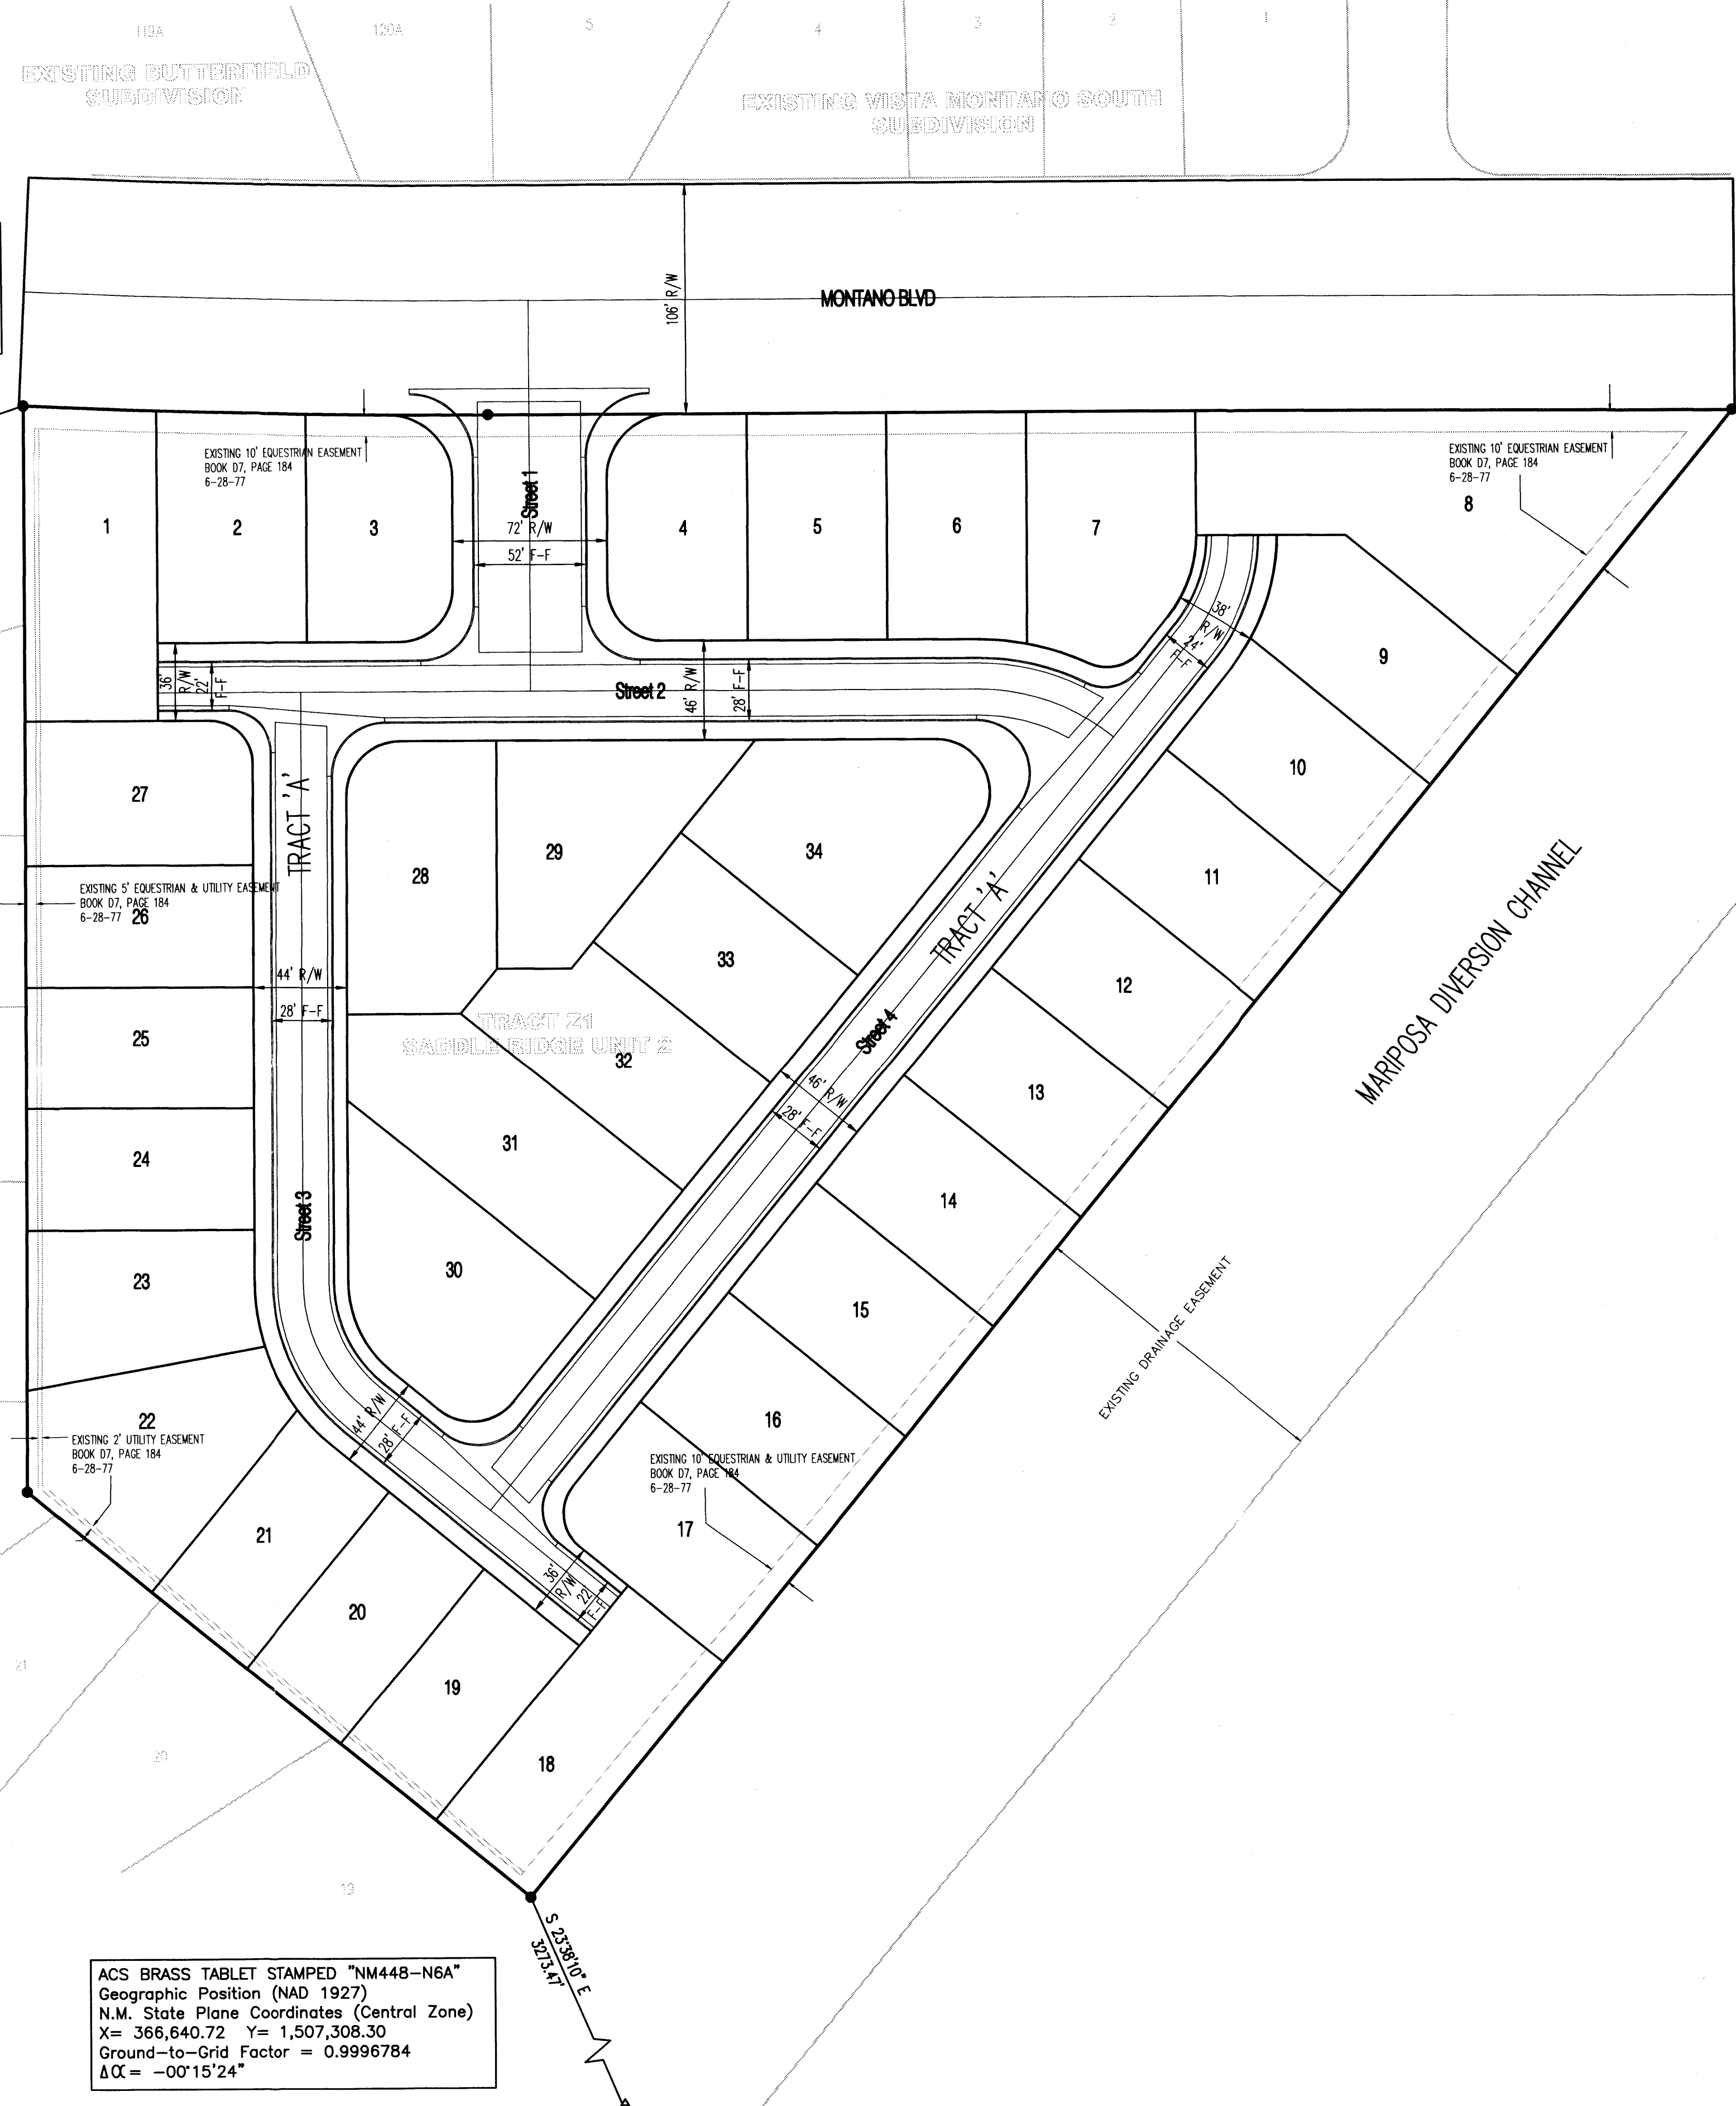 119A
120A
5
4
3
2
1
EXISTING BUTTERFIELD
SUBDIVISION
EXISTING VISTA MONTANO SOUTH
SUBDIVISION
106' R/W
MONTANO BLVD
EXISTING 10' EQUESTRIAN EASEMENT
BOOK D7, PAGE 184
6-28-77
EXISTING 10' EQUESTRIAN EASEMENT
BOOK D7, PAGE 184
6-28-77
Street 1
72' R/W
52' F-F
1
2
3
4
5
6
7
8
9
38'
R/W
24'
F-F
36'
R/W
22'
F-F
Street 2
46' R/W
28' F-F
10
27
TRACT 'A'
28
29
34
11
EXISTING 5' EQUESTRIAN & UTILITY EASEMENT
BOOK D7, PAGE 184
6-28-77
26
TRACT 'A'
MARIPOSA DIVERSION CHANNEL
33
12
44' R/W
28' F-F
25
TRACT Z1
SADDLE RIDGE UNIT 2
32
Street 4
46' R/W
28' F-F
13
24
31
14
Street 3
23
30
15
EXISTING DRAINAGE EASEMENT
22
EXISTING 2' UTILITY EASEMENT
BOOK D7, PAGE 184
6-28-77
44' R/W
28' F-F
16
EXISTING 10' EQUESTRIAN & UTILITY EASEMENT
BOOK D7, PAGE 184
6-28-77
17
21
36'
R/W
22'
F-F
20
21
19
20
18
19
S 23°38'10" E
3273.47'
ACS BRASS TABLET STAMPED "NM448-N6A"
Geographic Position (NAD 1927)
N.M. State Plane Coordinates (Central Zone)
X= 366,640.72 Y= 1,507,308.30
Ground-to-Grid Factor = 0.9996784
Δα= -00°15'24"